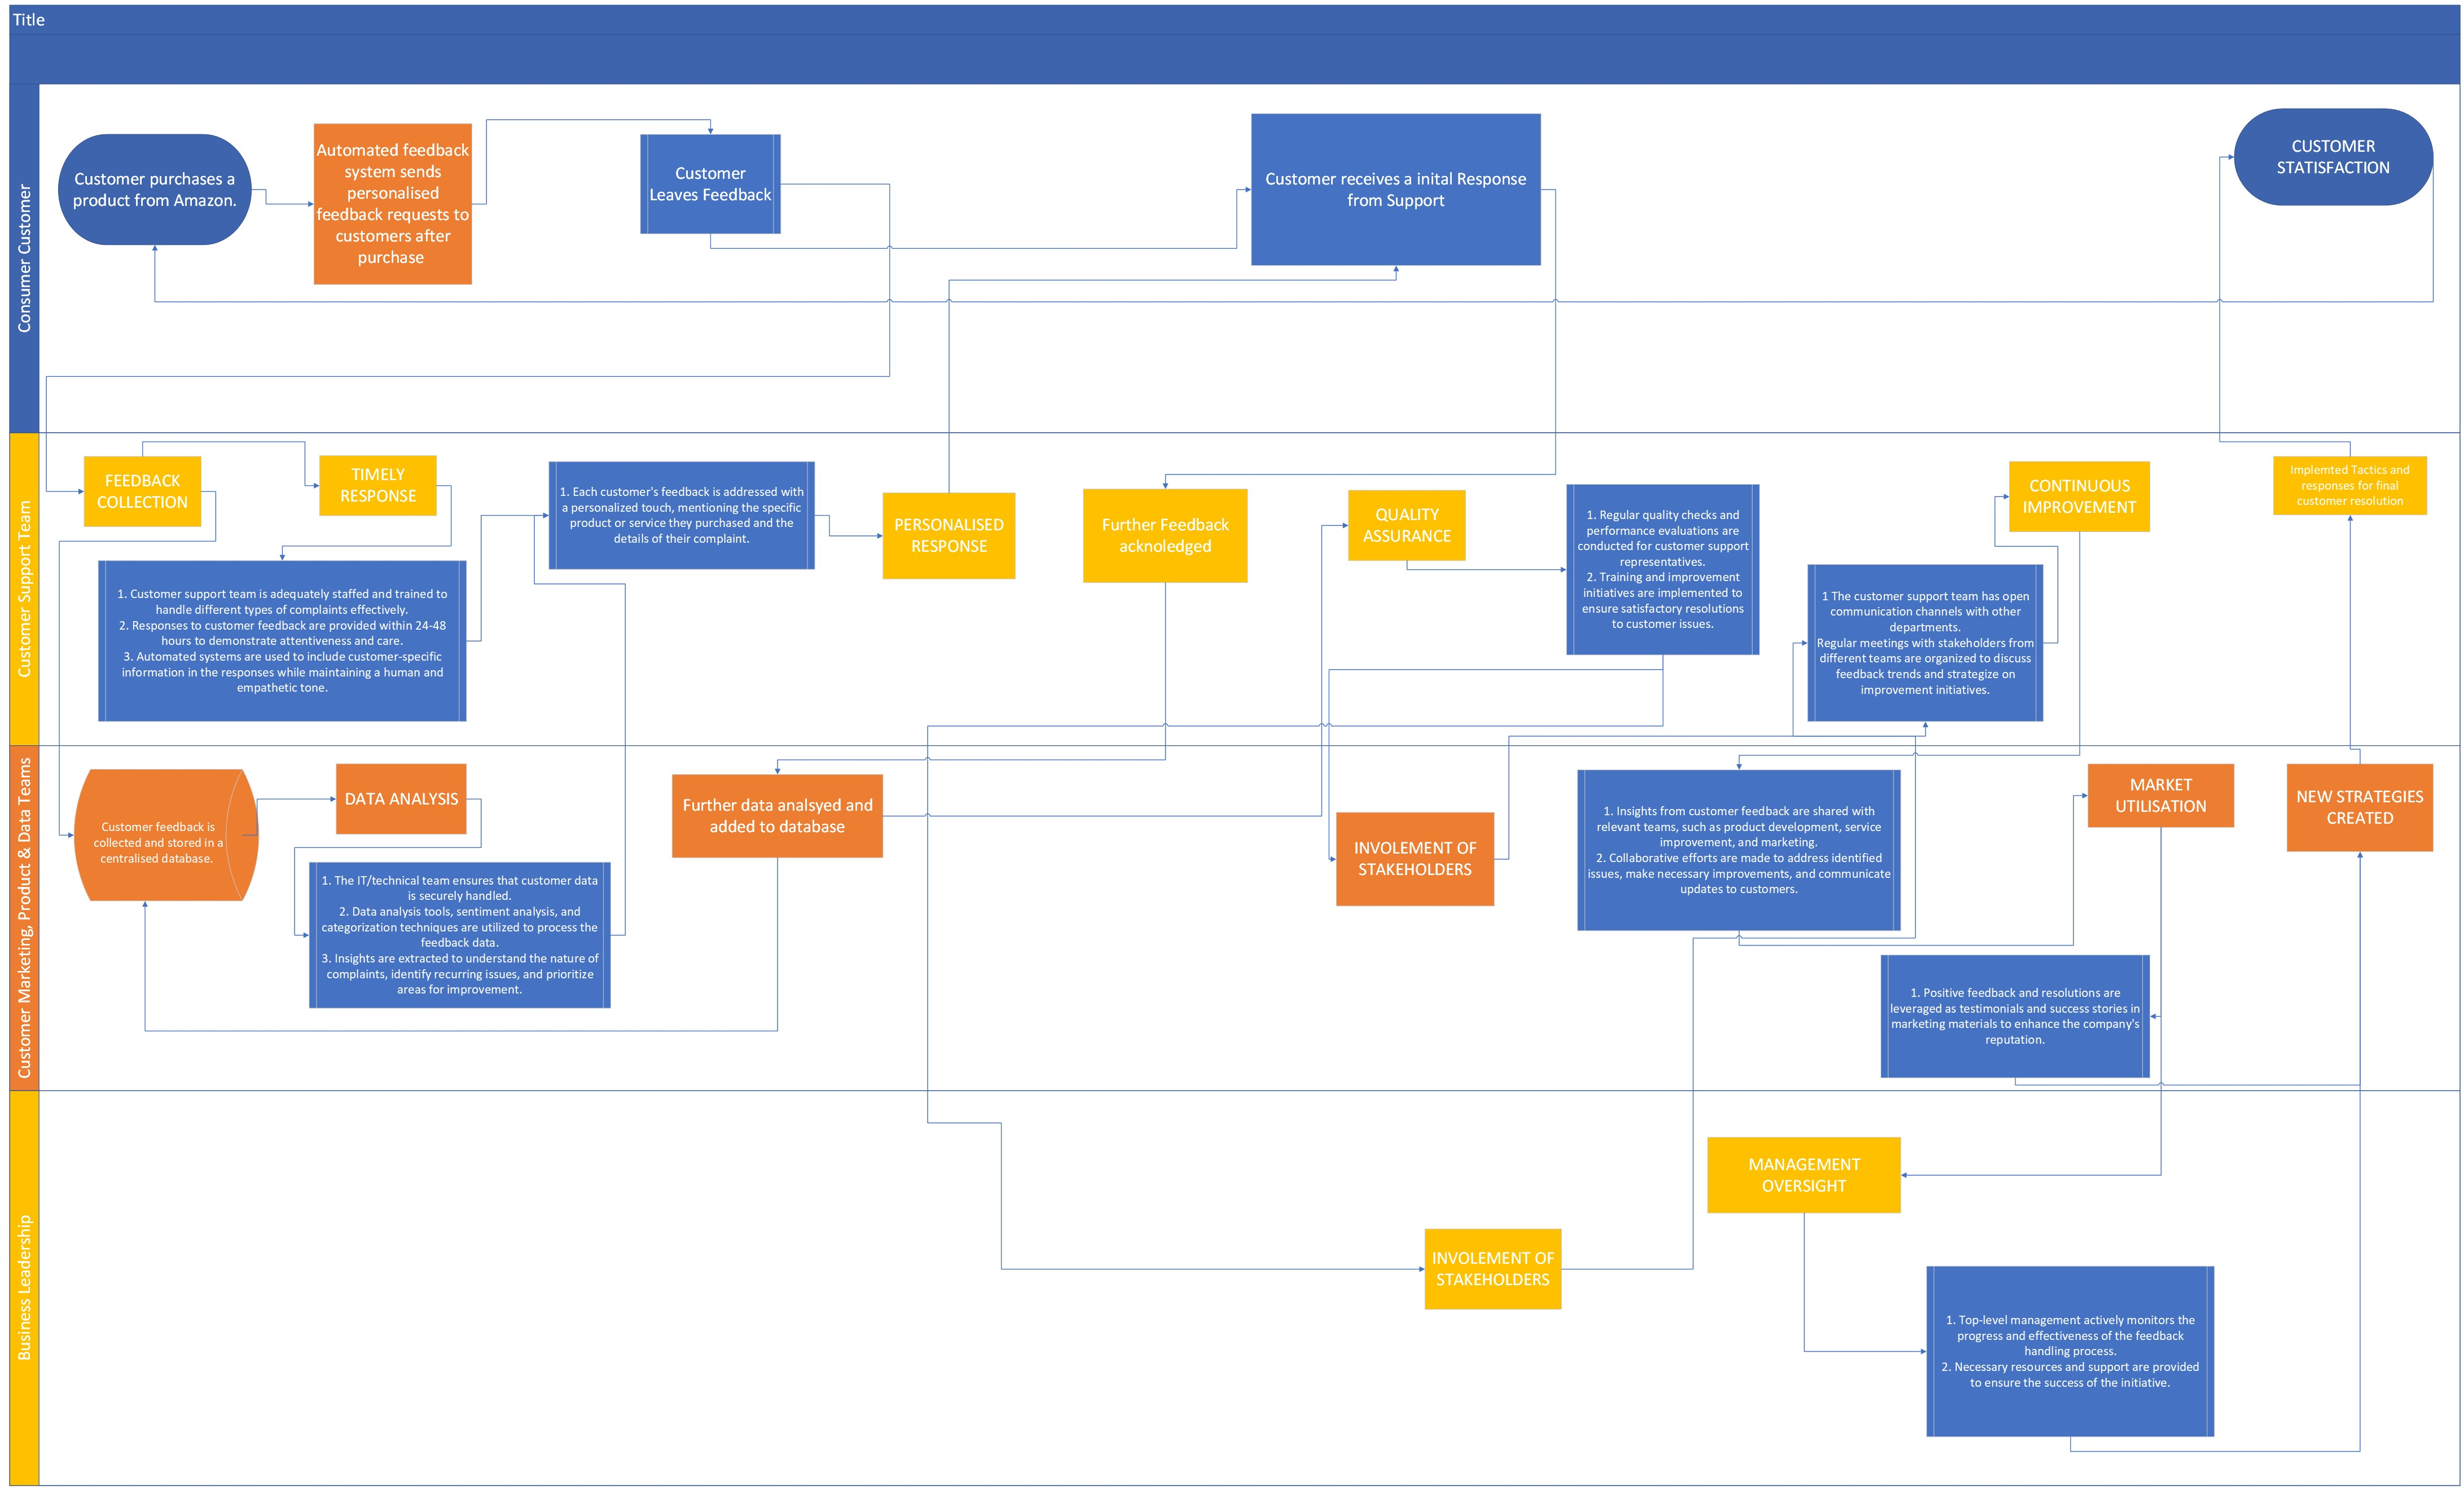 Title
Consumer Customer
Customer purchases a
product from Amazon.
Automated feedback
system sends
personalised
feedback requests to
customers after
purchase
Customer
Leaves Feedback
Customer receives a inital Response
from Support
CUSTOMER
STATISFACTION
Customer Support Team
FEEDBACK
COLLECTION
TIMELY
RESPONSE
1. Customer support team is adequately staffed and trained to
handle different types of complaints effectively.
2. Responses to customer feedback are provided within 24-48
hours to demonstrate attentiveness and care.
3. Automated systems are used to include customer-specific
information in the responses while maintaining a human and
empathetic tone.
1. Each customer's feedback is addressed with
a personalized touch, mentioning the specific
product or service they purchased and the
details of their complaint.
PERSONALISED
RESPONSE
Further Feedback
acknoledged
QUALITY
ASSURANCE
1. Regular quality checks and
performance evaluations are
conducted for customer support
representatives.
2. Training and improvement
initiatives are implemented to
ensure satisfactory resolutions
to customer issues.
1 The customer support team has open
communication channels with other
departments.
Regular meetings with stakeholders from
different teams are organized to discuss
feedback trends and strategize on
improvement initiatives.
CONTINUOUS
IMPROVEMENT
Implemted Tactics and
responses for final
customer resolution
Customer Marketing, Product & Data Teams
Customer feedback is
collected and stored in a
centralised database.
DATA ANALYSIS
1. The IT/technical team ensures that customer data
is securely handled.
2. Data analysis tools, sentiment analysis, and
categorization techniques are utilized to process the
feedback data.
3. Insights are extracted to understand the nature of
complaints, identify recurring issues, and prioritize
areas for improvement.
Further data analsyed and
added to database
INVOLEMENT OF
STAKEHOLDERS
1. Insights from customer feedback are shared with
relevant teams, such as product development, service
improvement, and marketing.
2. Collaborative efforts are made to address identified
issues, make necessary improvements, and communicate
updates to customers.
MARKET
UTILISATION
NEW STRATEGIES
CREATED
1. Positive feedback and resolutions are
leveraged as testimonials and success stories in
marketing materials to enhance the company's
reputation.
Business Leadership
INVOLEMENT OF
STAKEHOLDERS
MANAGEMENT
OVERSIGHT
1. Top-level management actively monitors the
progress and effectiveness of the feedback
handling process.
2. Necessary resources and support are provided
to ensure the success of the initiative.